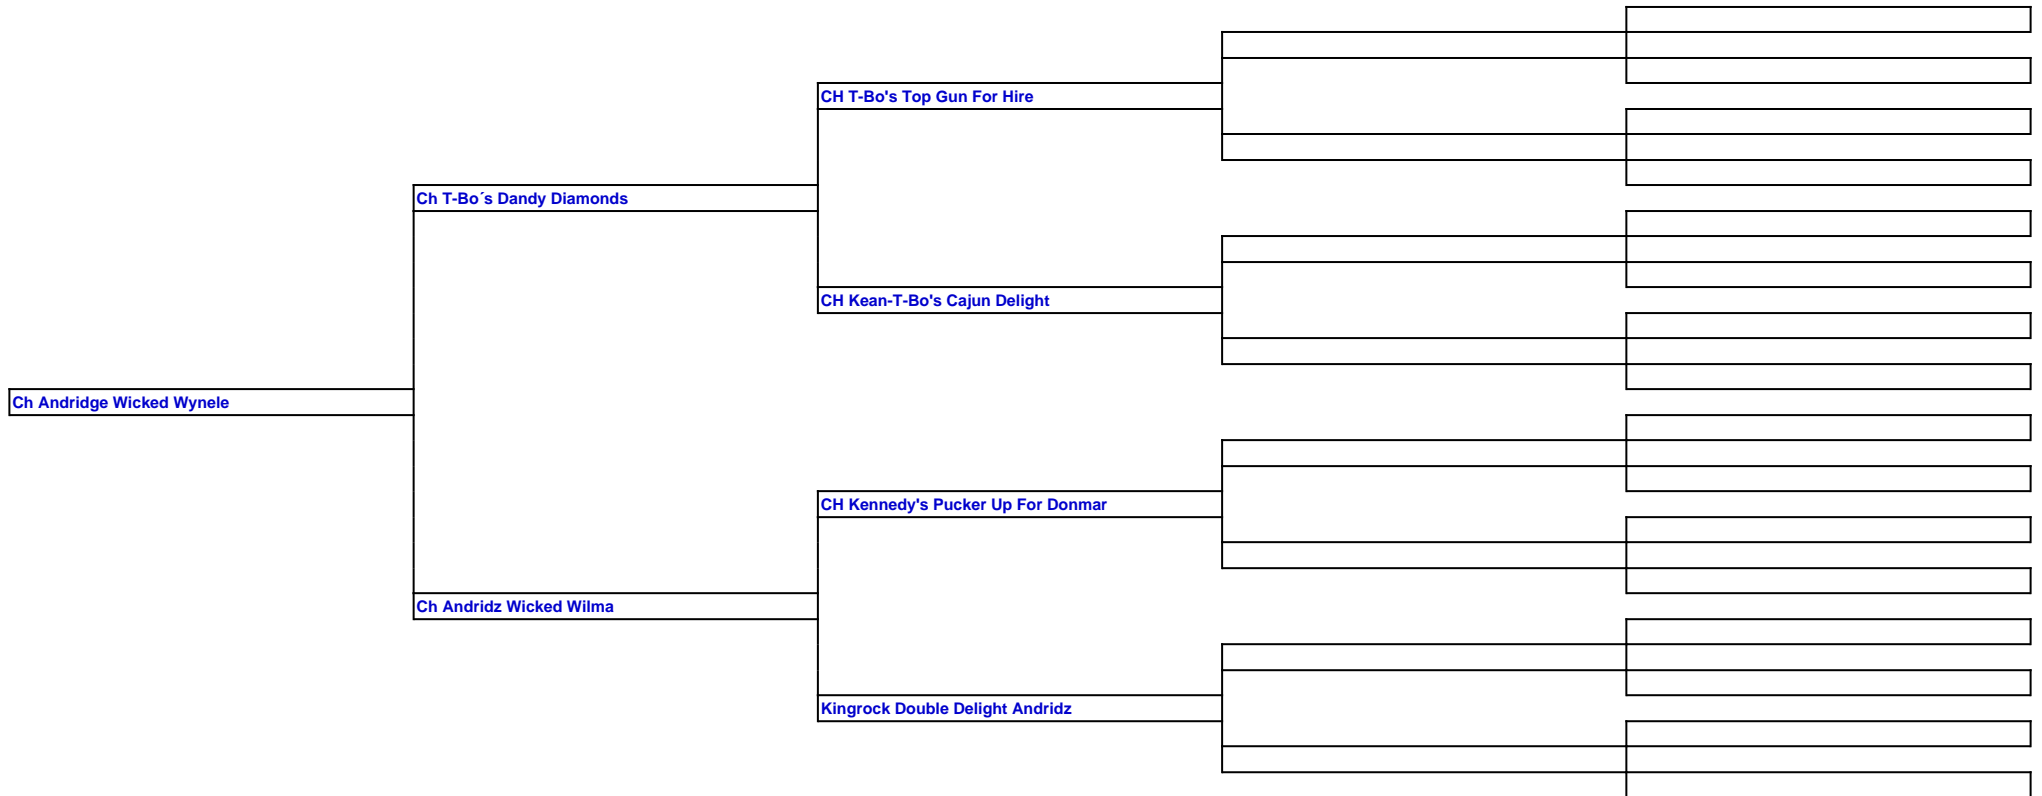 CH T-Bo's Top Gun For Hire
Ch T-Bo´s Dandy Diamonds
CH Kean-T-Bo's Cajun Delight
Ch Andridge Wicked Wynele
CH Kennedy's Pucker Up For Donmar
Ch Andridz Wicked Wilma
Kingrock Double Delight Andridz